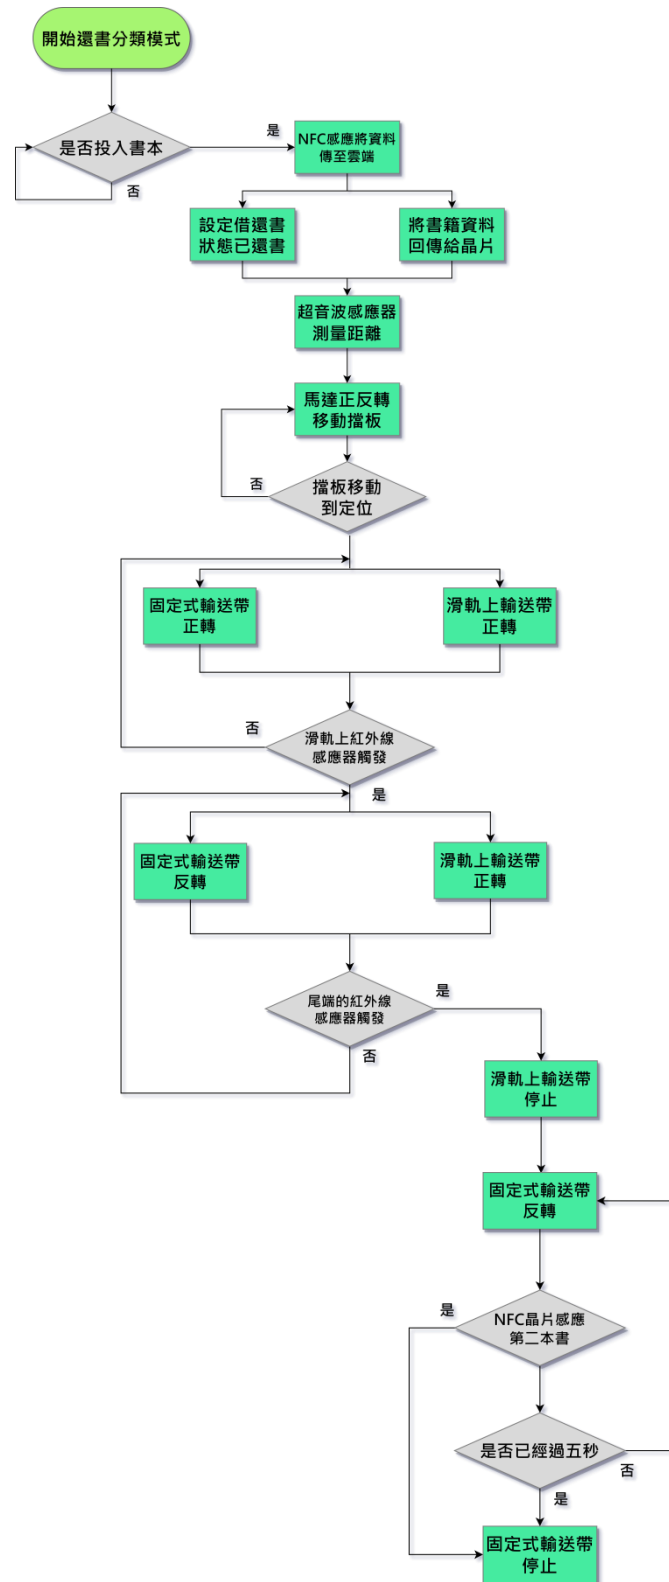 開始還書分類模式
是否投入書本
是
否
NFC感應將資料
傳至雲端
設定借還書
狀態已還書
將書籍資料
回傳給晶片
超音波感應器
測量距離
馬達正反轉
移動擋板
否
擋板移動
到定位
固定式輸送帶
正轉
滑軌上輸送帶
正轉
否
滑軌上紅外線
感應器觸發
是
固定式輸送帶
反轉
滑軌上輸送帶
正轉
尾端的紅外線
感應器觸發
是
否
滑軌上輸送帶
停止
固定式輸送帶
反轉
是
NFC晶片感應
第二本書
是否已經過五秒
否
是
固定式輸送帶
停止